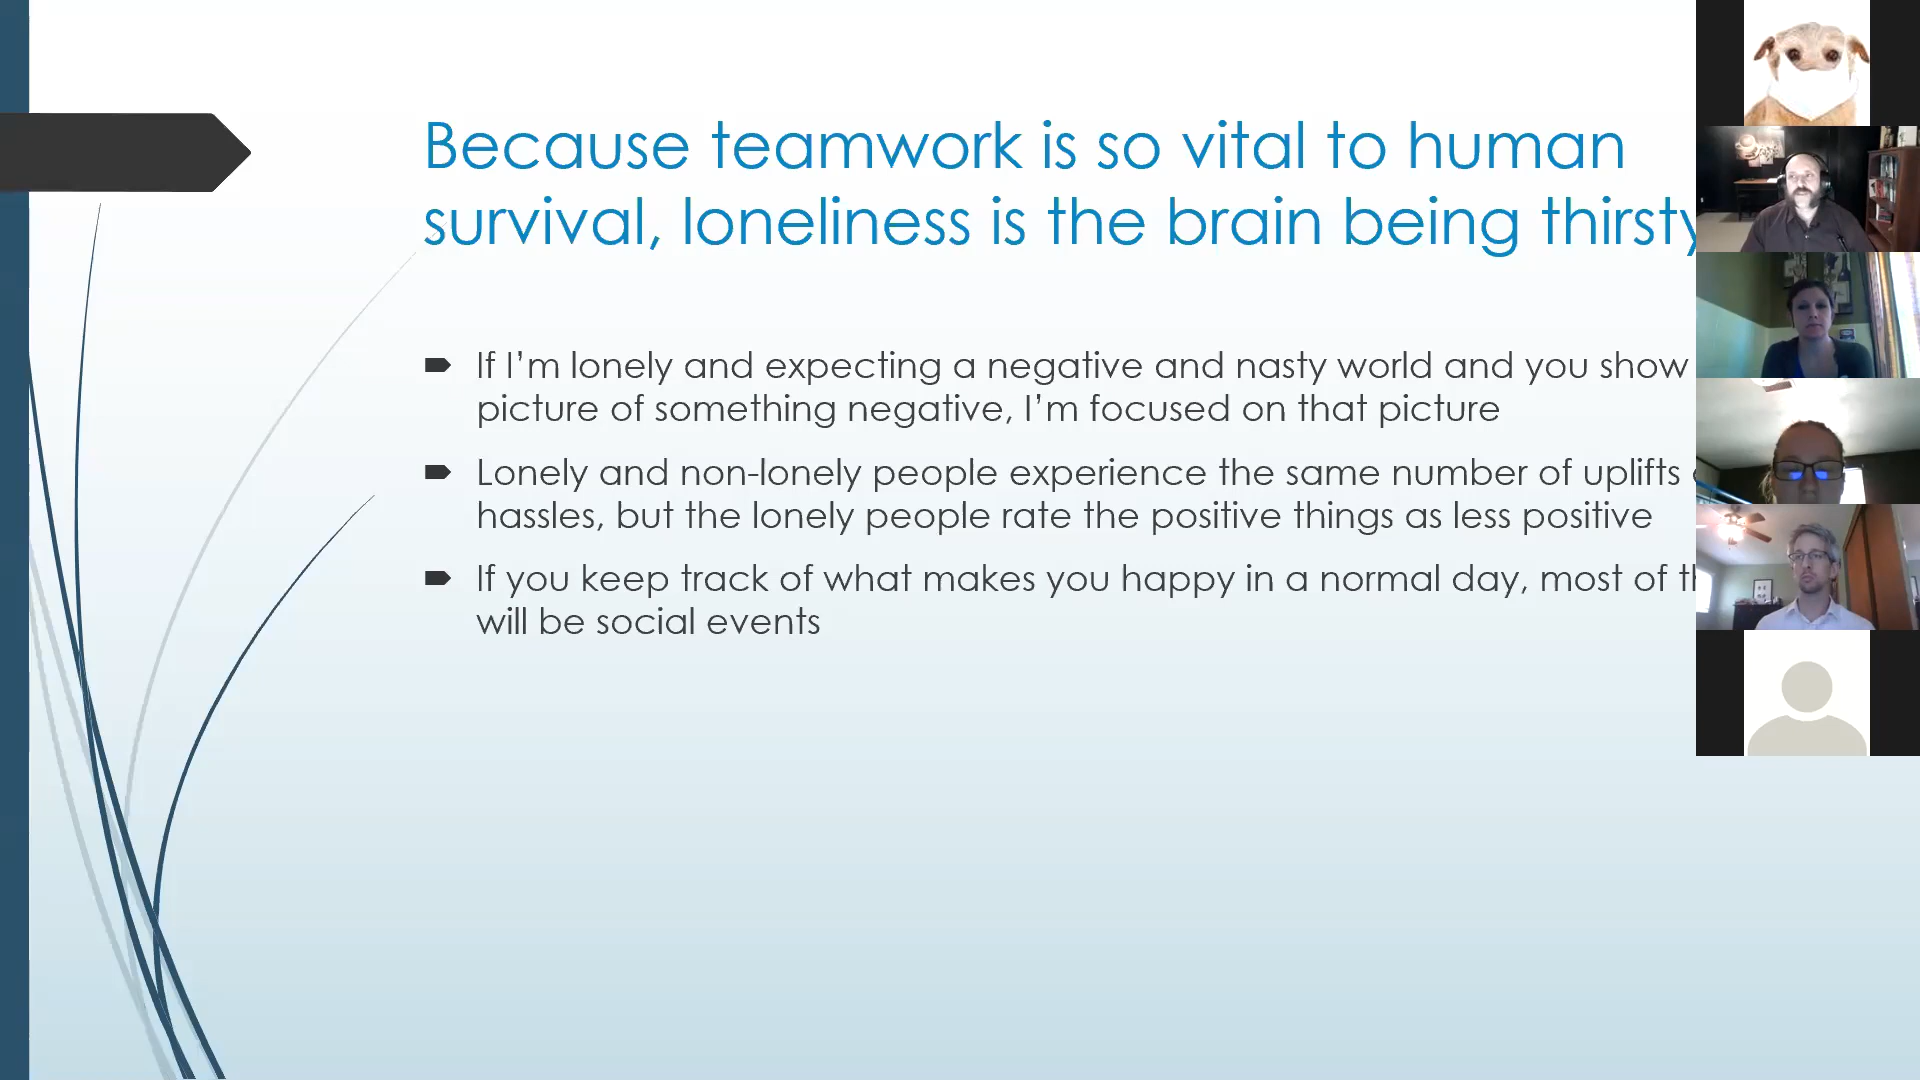 Because teamwork is so vital to human
survival, loneliness is the brain being thirsty
If I’m lonely and expecting a negative and nasty world and you show
picture of something negative, I’m focused on that picture
Lonely and non-lonely people experience the same number of uplifts
hassles, but the lonely people rate the positive things as less positive
If you keep track of what makes you happy in a normal day, most of
will be social events